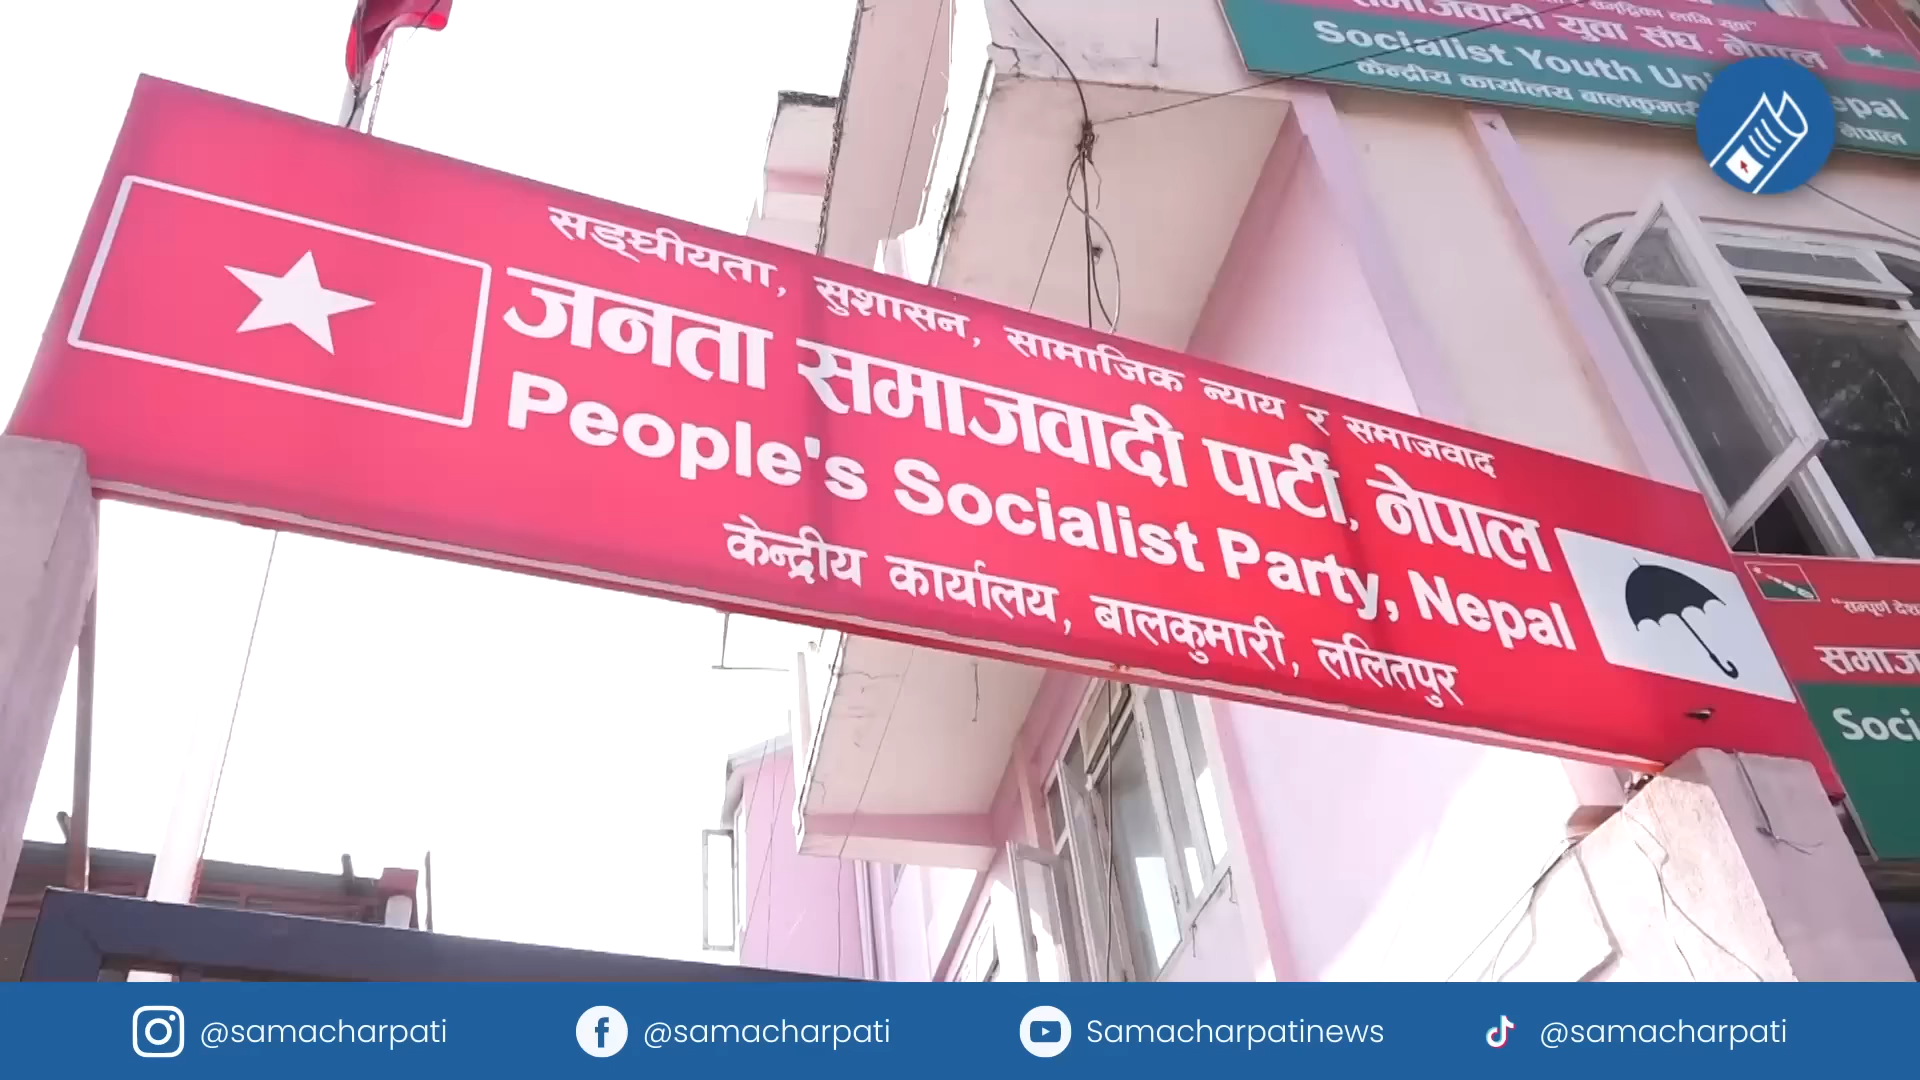 समाजवादी युवा संघ, नेपाल
Socialist Youth
केन्द्रीय कार्यालय
नेपाल
सङ्घीयता, सुशासन, सामाजिक न्याय र समाजवाद
जनता समाजवादी पार्टी, नेपाल
People's Socialist Party, Nepal
केन्द्रीय कार्यालय, बालकुमारी, ललितपुर
"सम्पूर्ण
@samacharpati
@samacharpati
Samacharpatinews
@samacharpati